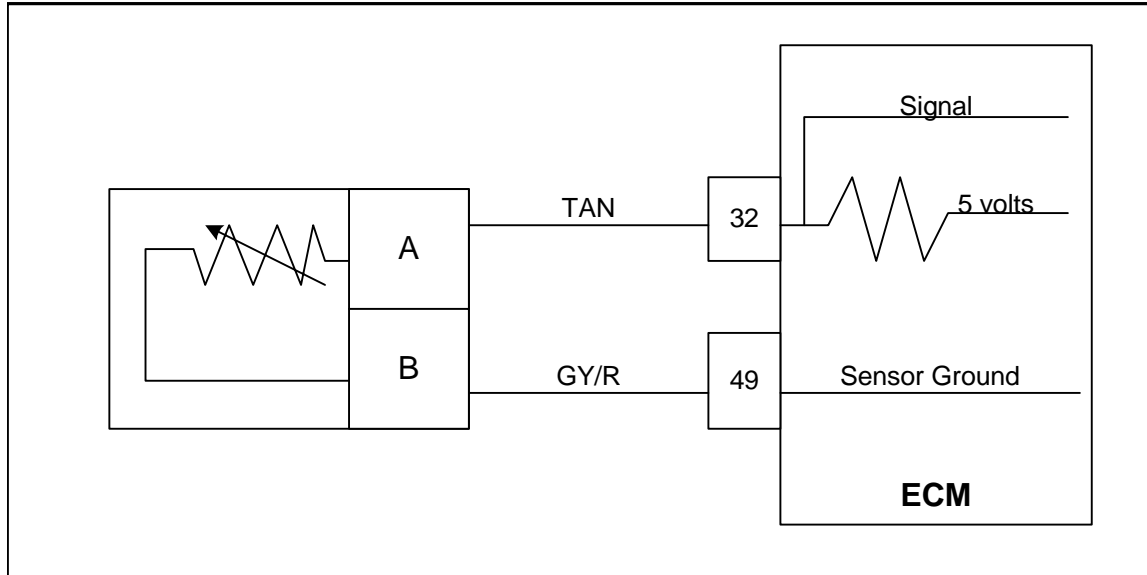 Signal
TAN
32
5 volts
A
B
GY/R
49
Sensor Ground
ECM